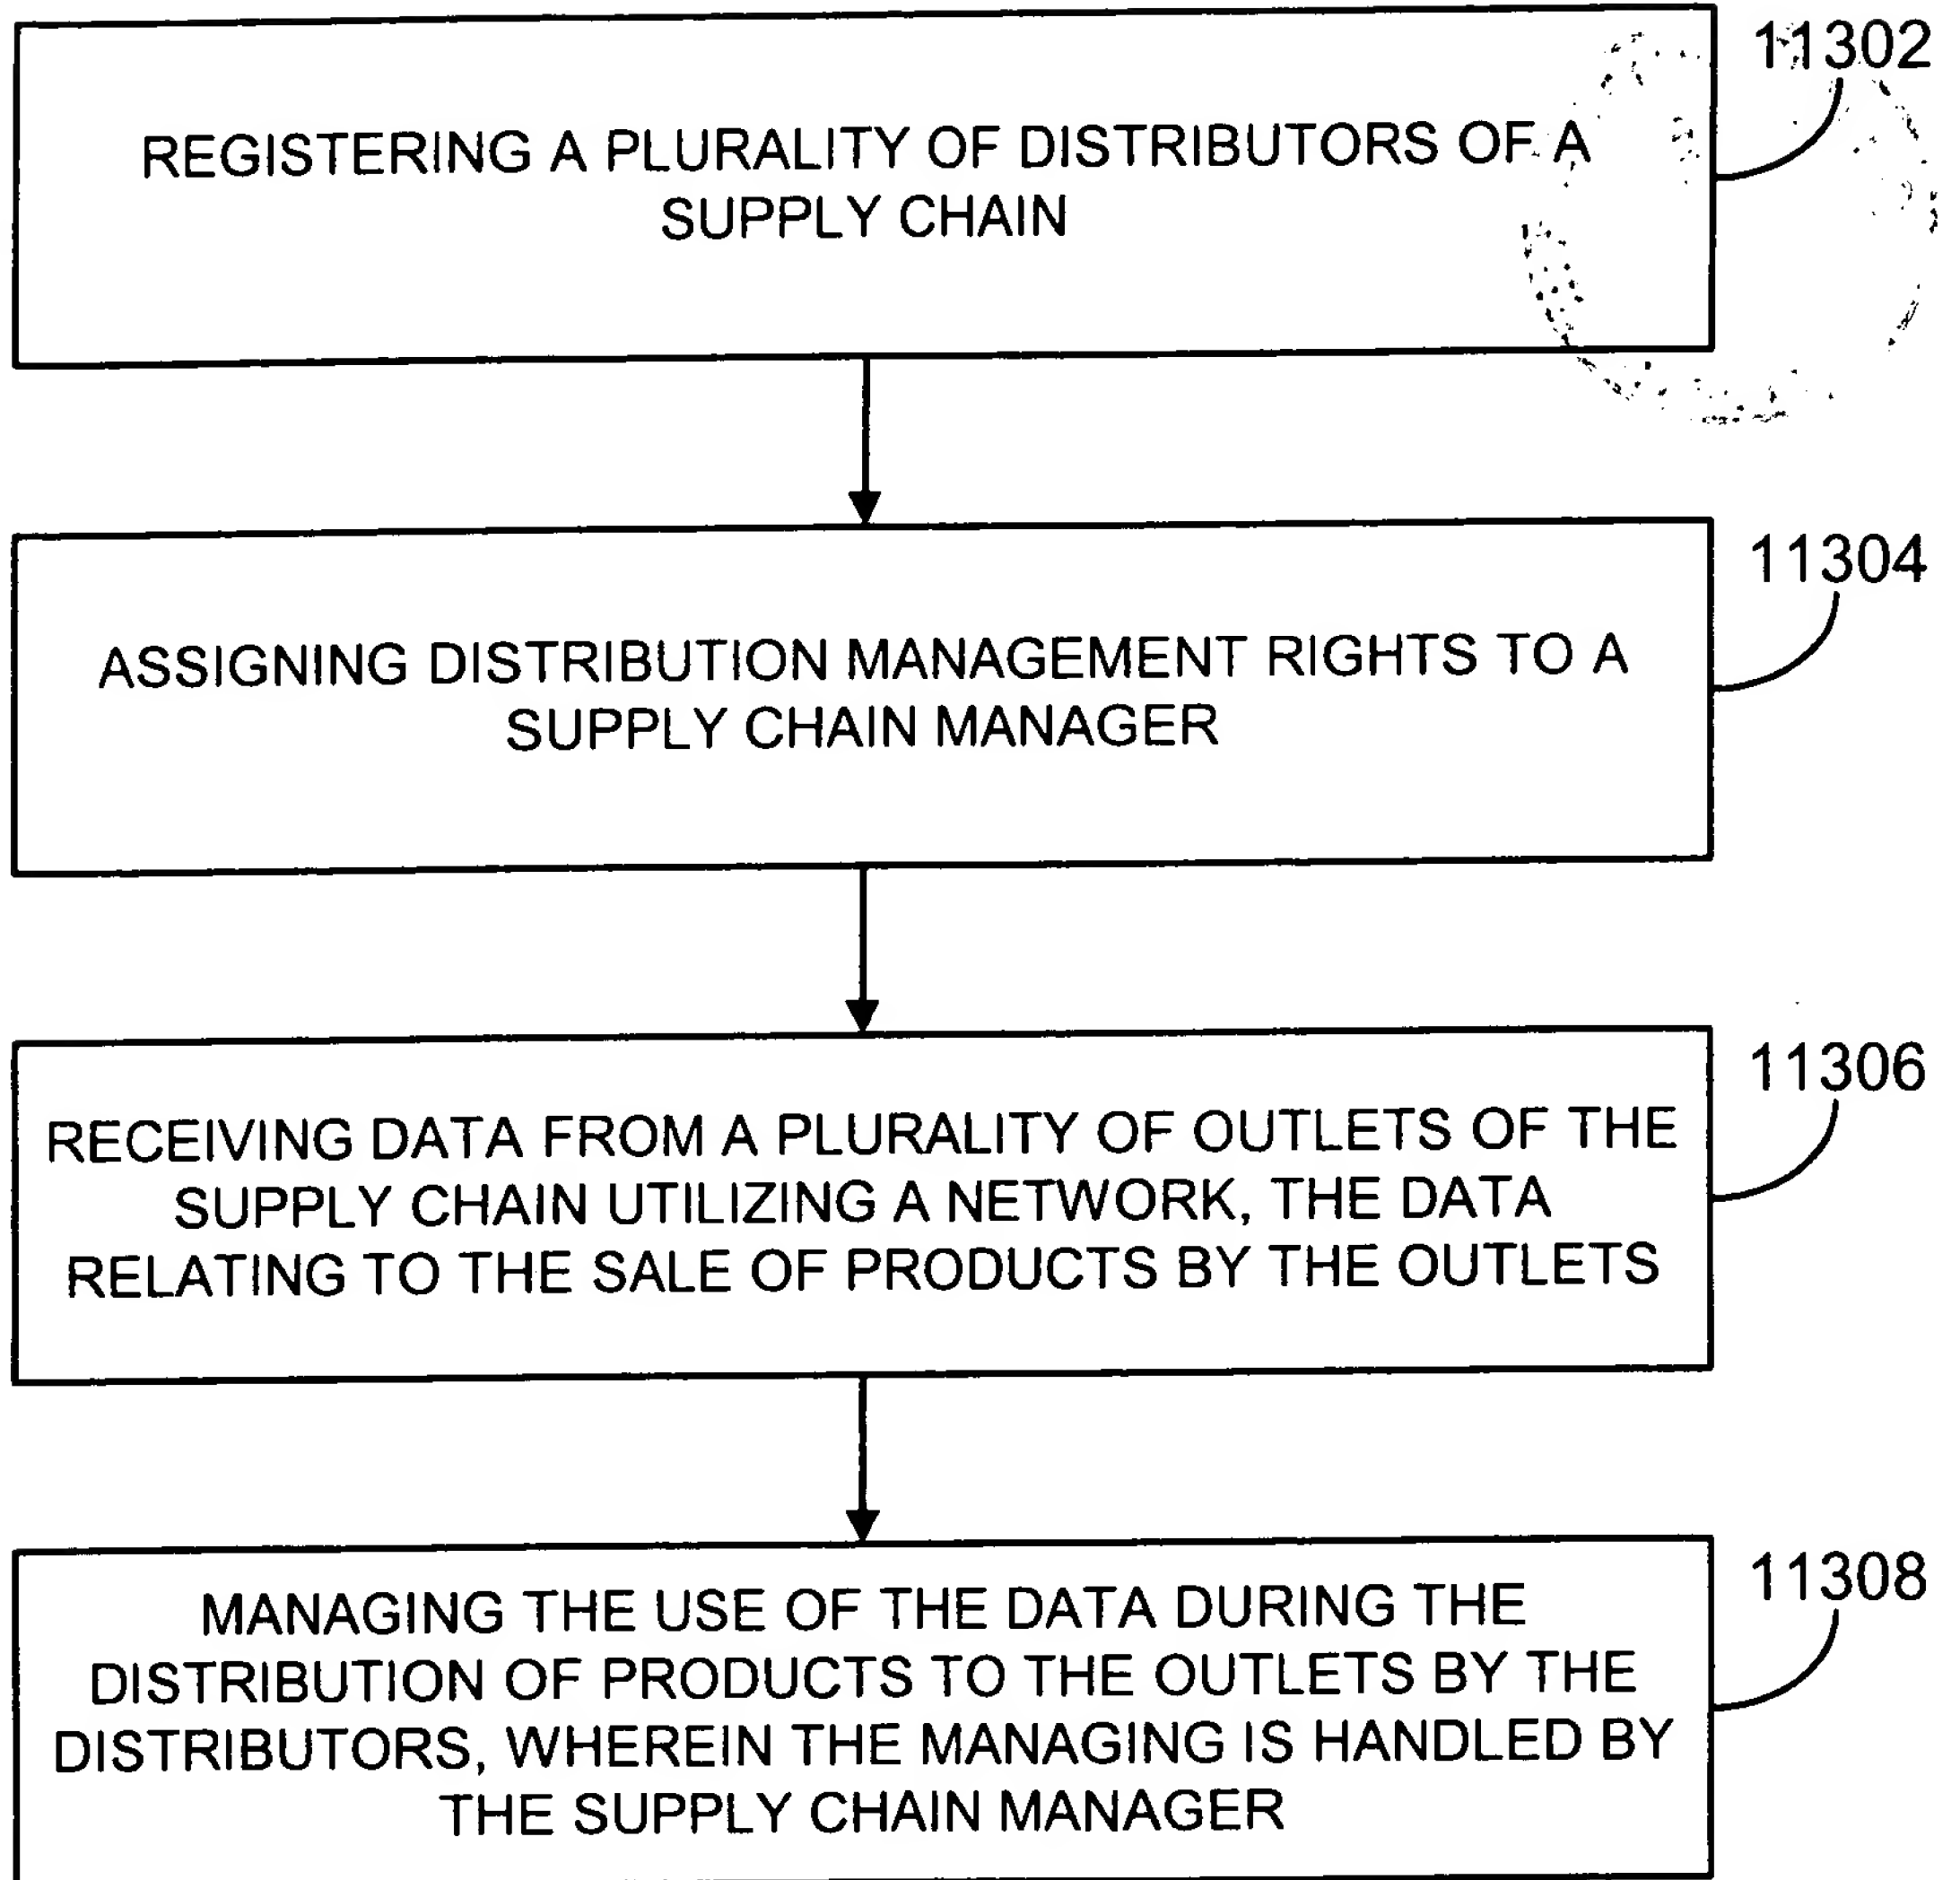 11302
REGISTERING A PLURALITY OF DISTRIBUTORS OF A
SUPPLY CHAIN
11304
ASSIGNING DISTRIBUTION MANAGEMENT RIGHTS TO A
SUPPLY CHAIN MANAGER
11306
RECEIVING DATA FROM A PLURALITY OF OUTLETS OF THE
SUPPLY CHAIN UTILIZING A NETWORK, THE DATA
RELATING TO THE SALE OF PRODUCTS BY THE OUTLETS
11308
MANAGING THE USE OF THE DATA DURING THE
DISTRIBUTION OF PRODUCTS TO THE OUTLETS BY THE
DISTRIBUTORS, WHEREIN THE MANAGING IS HANDLED BY
THE SUPPLY CHAIN MANAGER